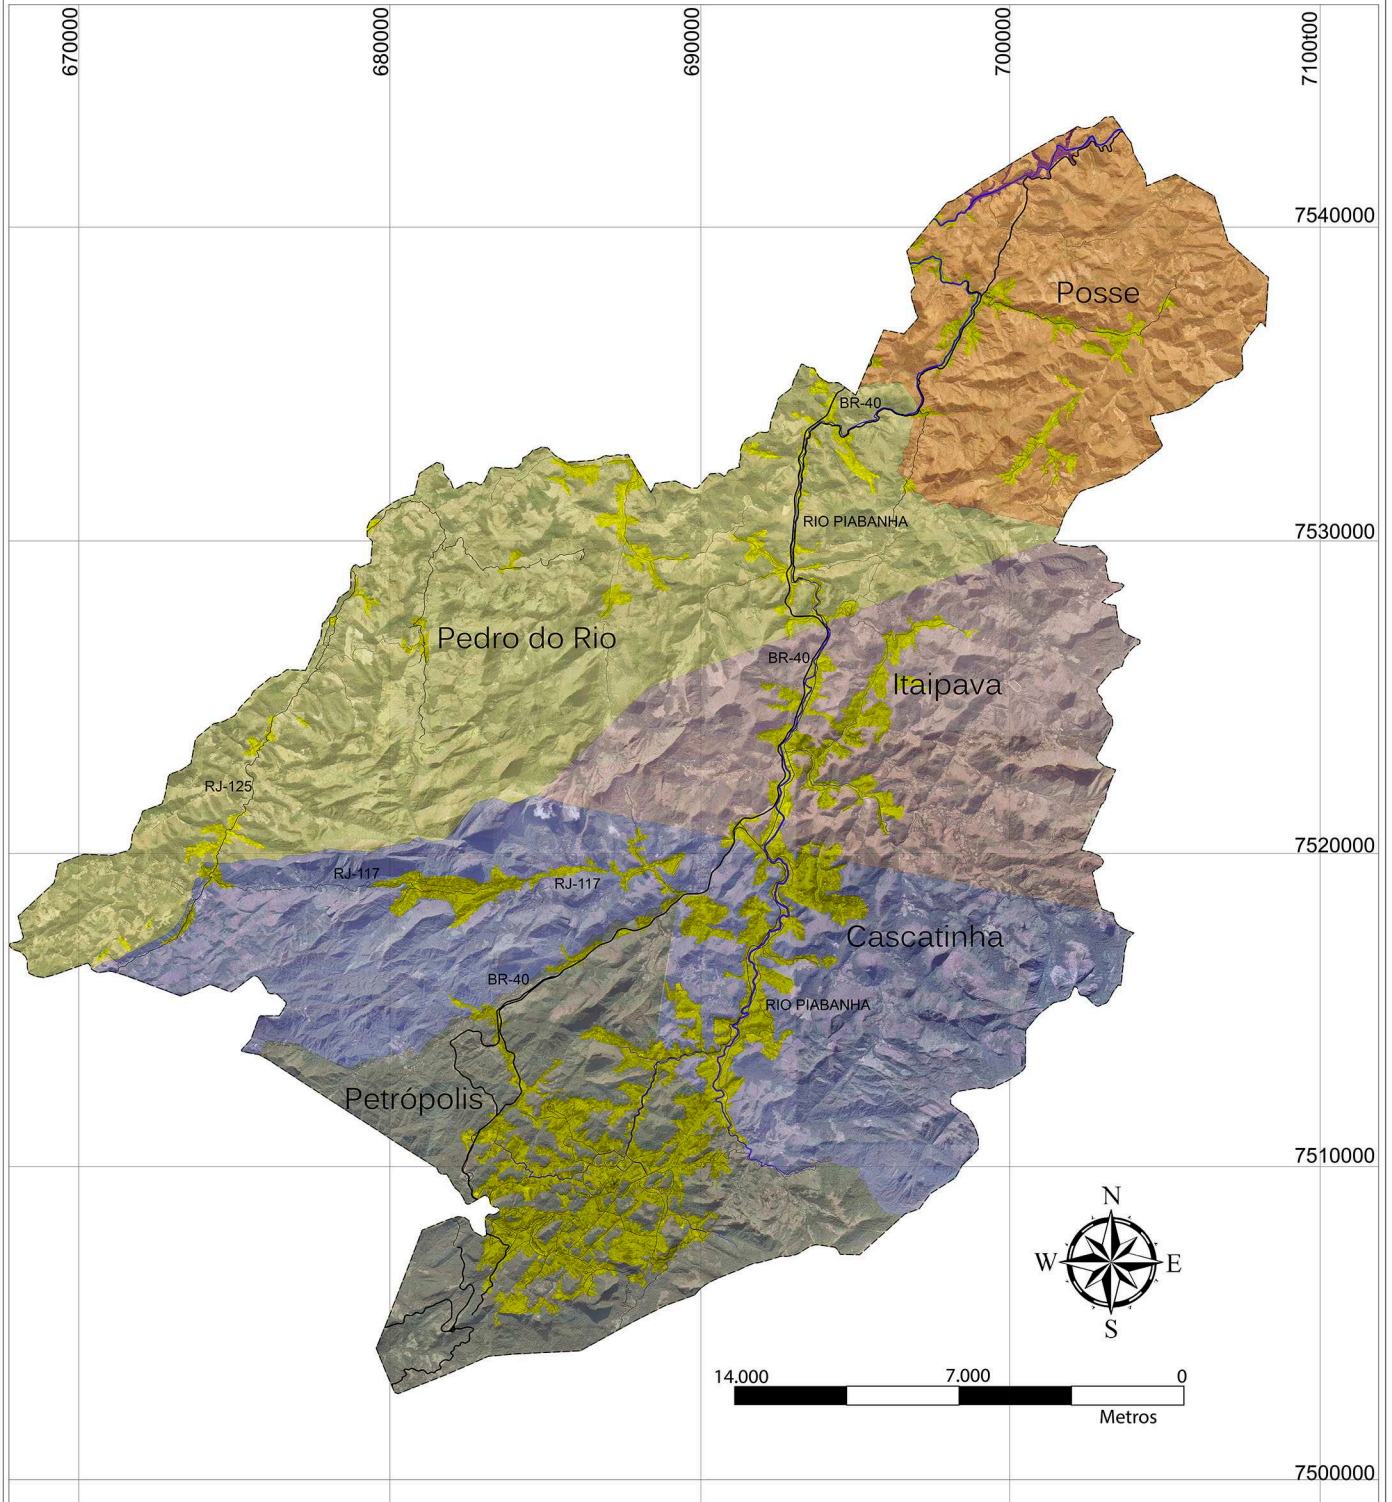 670000
680000
690000
700000
7100t00
7540000
Posse
BR-40
RIO PIABANHA
7530000
Pedro do Rio
BR-40
Itaipava
RJ-125
7520000
RJ-117
RJ-117
Cascatinha
BR-40
RIO PIABANHA
Petrópolis
7510000
N
W
E
S
14.000 7.000 0
Metros
7500000